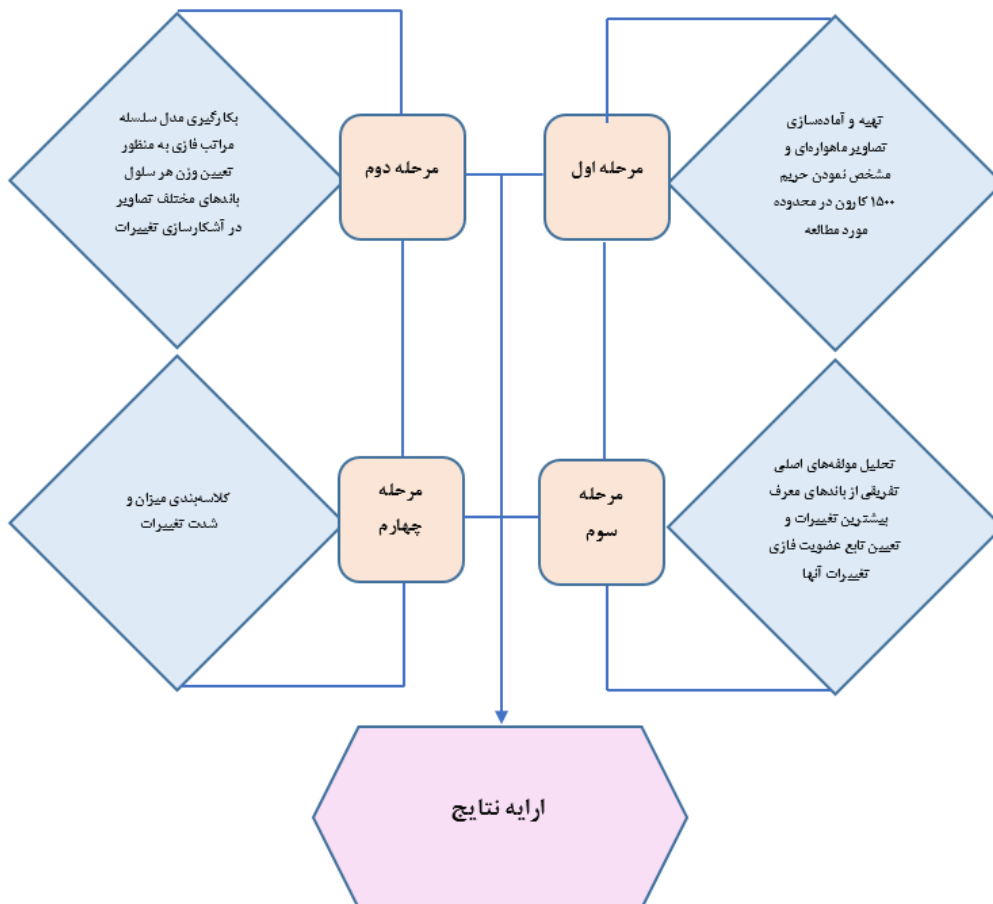 مرحله اول
تهیه و آماده‌سازی
تصاویر ماهواره‌ای و
مشخص نمودن حریم
۱۵۰۰ کارون در محدوده
مورد مطالعه
مرحله دوم
بکارگیری مدل سلسله
مراتب فازی به منظور
تعیین وزن هر سلول
باندهای مختلف تصاویر
در آشکارسازی تغییرات
مرحله
سوم
تحلیل مولفه‌های اصلی
تفریقی از باندهای معرف
بیشترین تغییرات و
تعیین تابع عضویت فازی
تغییرات آنها
مرحله
چهارم
کلاسه‌بندی میزان و
شدت تغییرات
ارایه نتایج